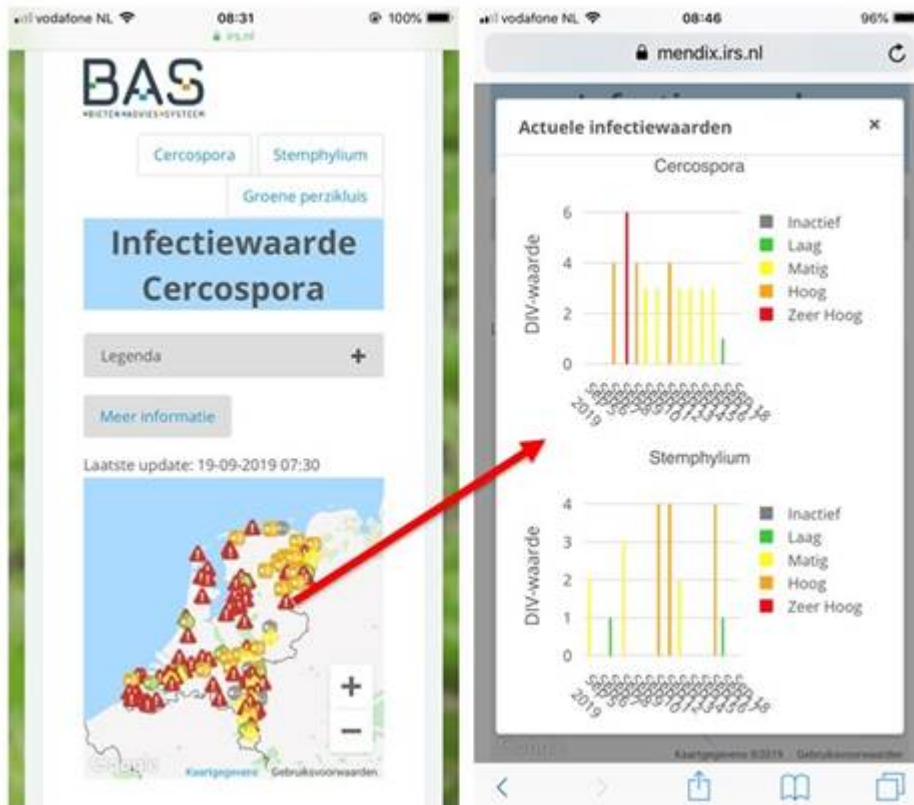 vodafone NL 08:31 100%
irs.nl
BAS
BIETEN ADVIES SYSTEEM
Cercospora Stemphylium
Groene perzikluis
Infectiewaarde
Cercospora
Legenda +
Meer informatie
Laatste update: 19-09-2019 07:30
+
−
Google
Kaartgegevens Gebruiksvoorwaarden
vodafone NL 08:46 96%
mendix.irs.nl
Actuele infectiewaarden ×
Cercospora
DIV-waarde
6
4
2
0
Inactief
Laag
Matig
Hoog
Zeer Hoog
2019
Stemphylium
DIV-waarde
4
3
2
1
0
Inactief
Laag
Matig
Hoog
Zeer Hoog
2019
Kaartgegevens ©2019 Gebruiksvoorwaarden